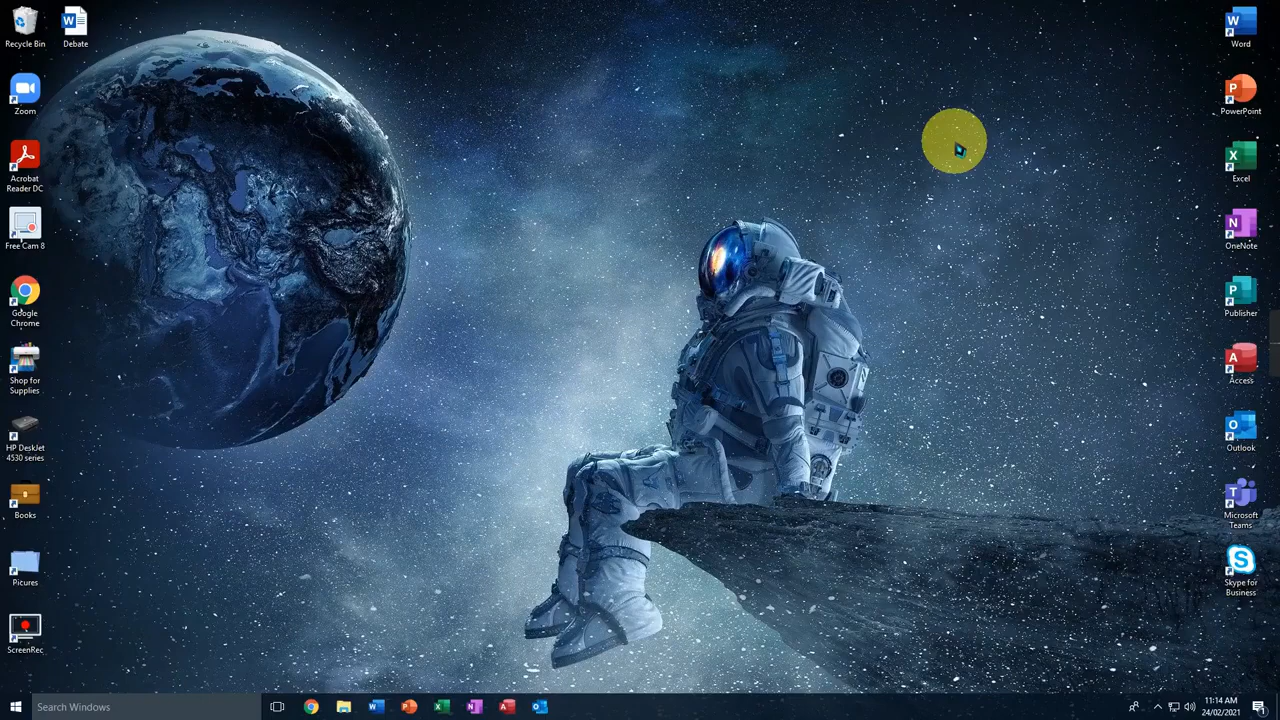 Recycle Bin
Debate
Zoom
Acrobat
Reader DC
Free Cam 8
Google
Chrome
Shop for
Supplies
HP DeskJet
4530 series
Books
Picures
ScreenRec
Word
PowerPoint
Excel
OneNote
Publisher
Access
Outlook
Microsoft
Teams
Skype for
Business
Search Windows
11:14 AM
24/02/2021